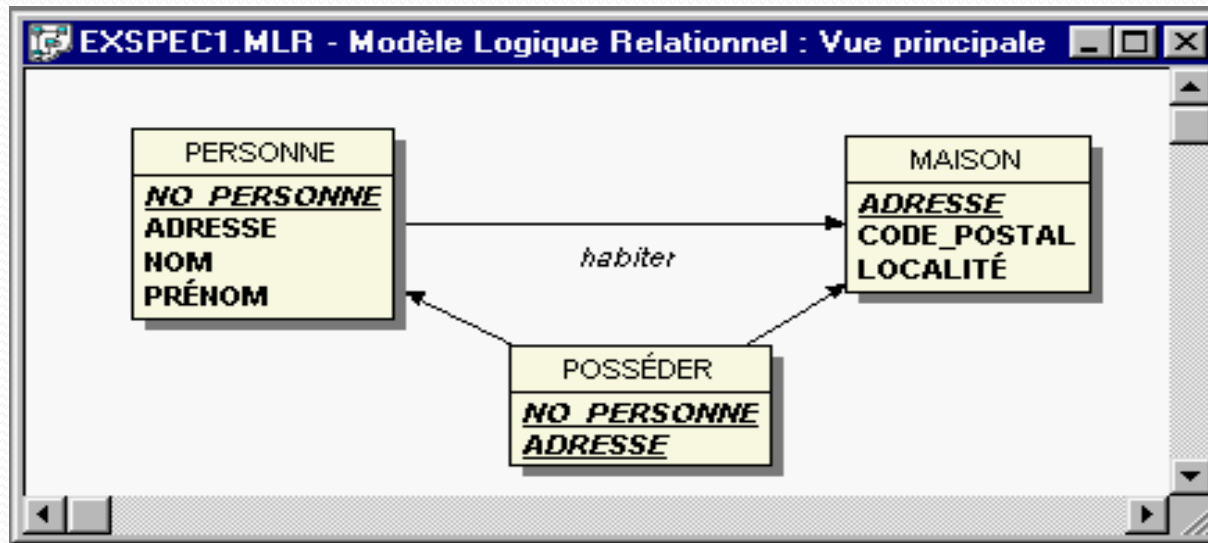 EXSPEC1.MLR - Modèle Logique Relationnel : Vue principale
PERSONNE
NO_PERSONNE
ADRESSE
NOM
PRÉNOM
habiter
MAISON
ADRESSE
CODE_POSTAL
LOCALITÉ
POSSÉDER
NO_PERSONNE
ADRESSE